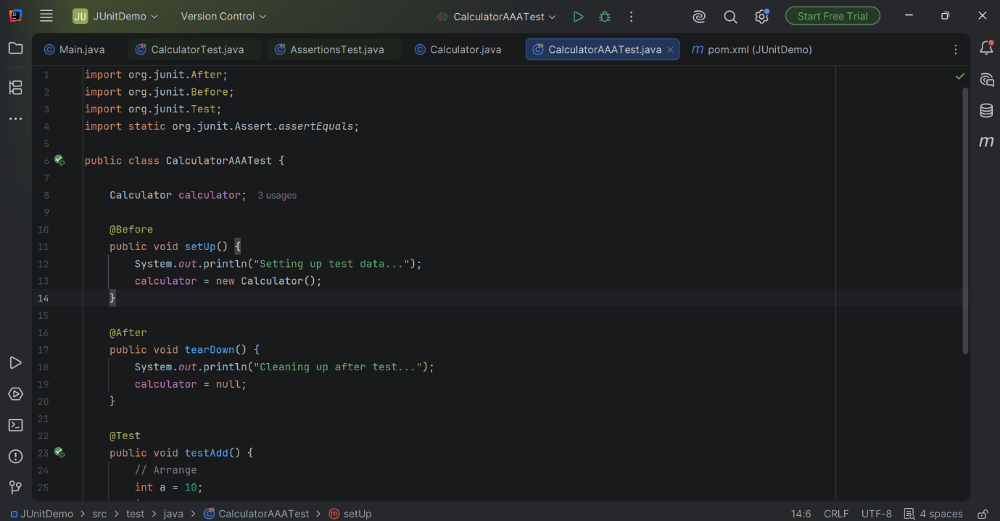 JU JUnitDemo Version Control CalculatorAAATest Start Free Trial
Main.java CalculatorTest.java AssertionsTest.java Calculator.java CalculatorAAATest.java m pom.xml (JUnitDemo)
1 import org.junit.After;
2 import org.junit.Before;
3 import org.junit.Test;
4 import static org.junit.Assert.assertEquals;
5
6 public class CalculatorAAATest {
7
8 Calculator calculator; 3 usages
9
10 @Before
11 public void setUp() {
12 System.out.println("Setting up test data...");
13 calculator = new Calculator();
14 }
15
16 @After
17 public void tearDown() {
18 System.out.println("Cleaning up after test...");
19 calculator = null;
20 }
21
22 @Test
23 public void testAdd() {
24 // Arrange
25 int a = 10;
m
JUnitDemo > src > test > java > CalculatorAAATest > m setUp 14:6 CRLF UTF-8 4 spaces